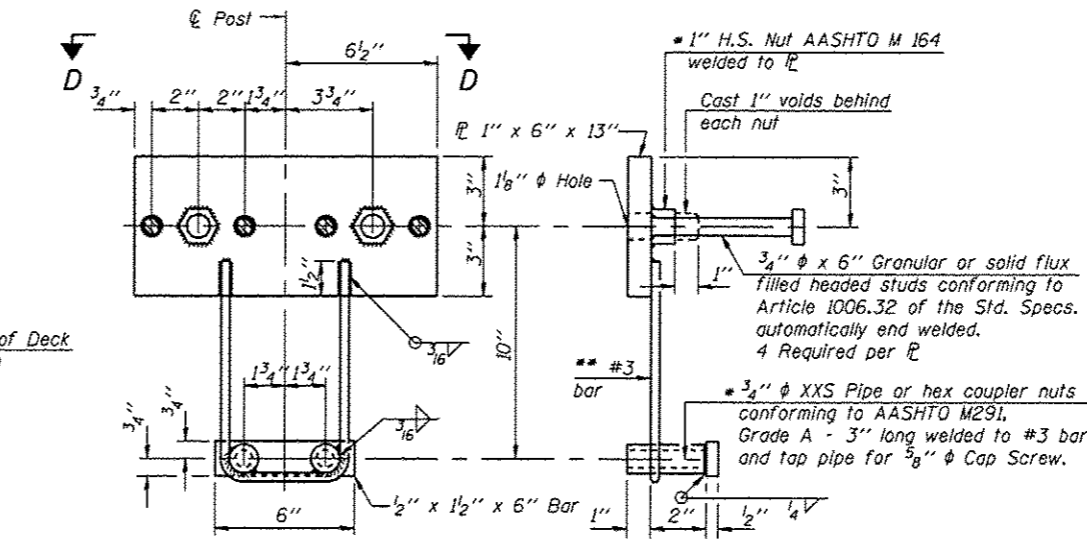 ℄ Post
D
D
6½"
¾"
2"
2"
1¾"
3¾"
3"
3"
1½"
3/16
10"
of Deck
¾"
¾"
1¾"
1¾"
3/16
6"
½" x 1½" x 6" Bar
* 1" H.S. Nut AASHTO M 164
welded to ℄
Cast 1" voids behind
each nut
℄ 1" x 6" x 13"
1⅛" ϕ Hole
3"
1"
¾" ϕ x 6" Granular or solid flux
filled headed studs conforming to
Article 1006.32 of the Std. Specs.
automatically end welded.
4 Required per ℄
** #3
bar
* ¾" ϕ XXS Pipe or hex coupler nuts
conforming to AASHTO M291,
Grade A - 3" long welded to #3 bar
and tap pipe for ⅝" ϕ Cap Screw.
1"
2"
½"
¼